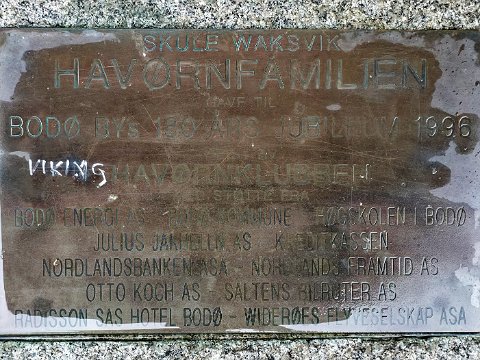 SKULE WAKSVIK
HAVØRNFAMILIEN
GAVE TIL
BODØ BYs ÅRS JUBILEUM 1996
VIKING
HAVØRNKLUBBEN
BODØ ENERGI AS - HØGSKOLEN I BODØ
JULIUS JAKHELLN AS - KREDITKASSEN
NORDLANDSBANKEN ASA - NORDLANDS FRAMTID AS
OTTO KOCH AS - SALTENS BILRUTER AS
RADISSON SAS HOTEL BODØ - WIDERØES FLYVESELSKAP ASA